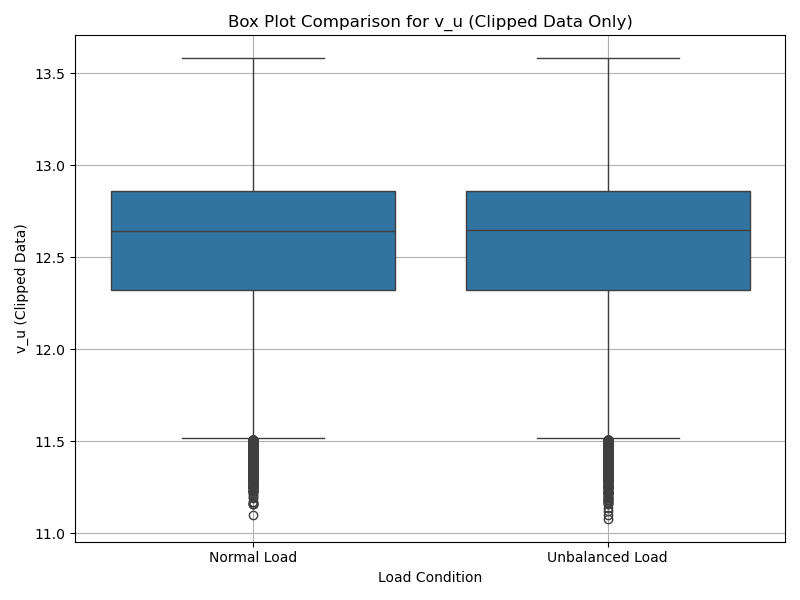 Box Plot Comparison for v_u (Clipped Data Only)
13.5
13.0
12.5
12.0
11.5
11.0
v_u (Clipped Data)
Normal Load
Unbalanced Load
Load Condition